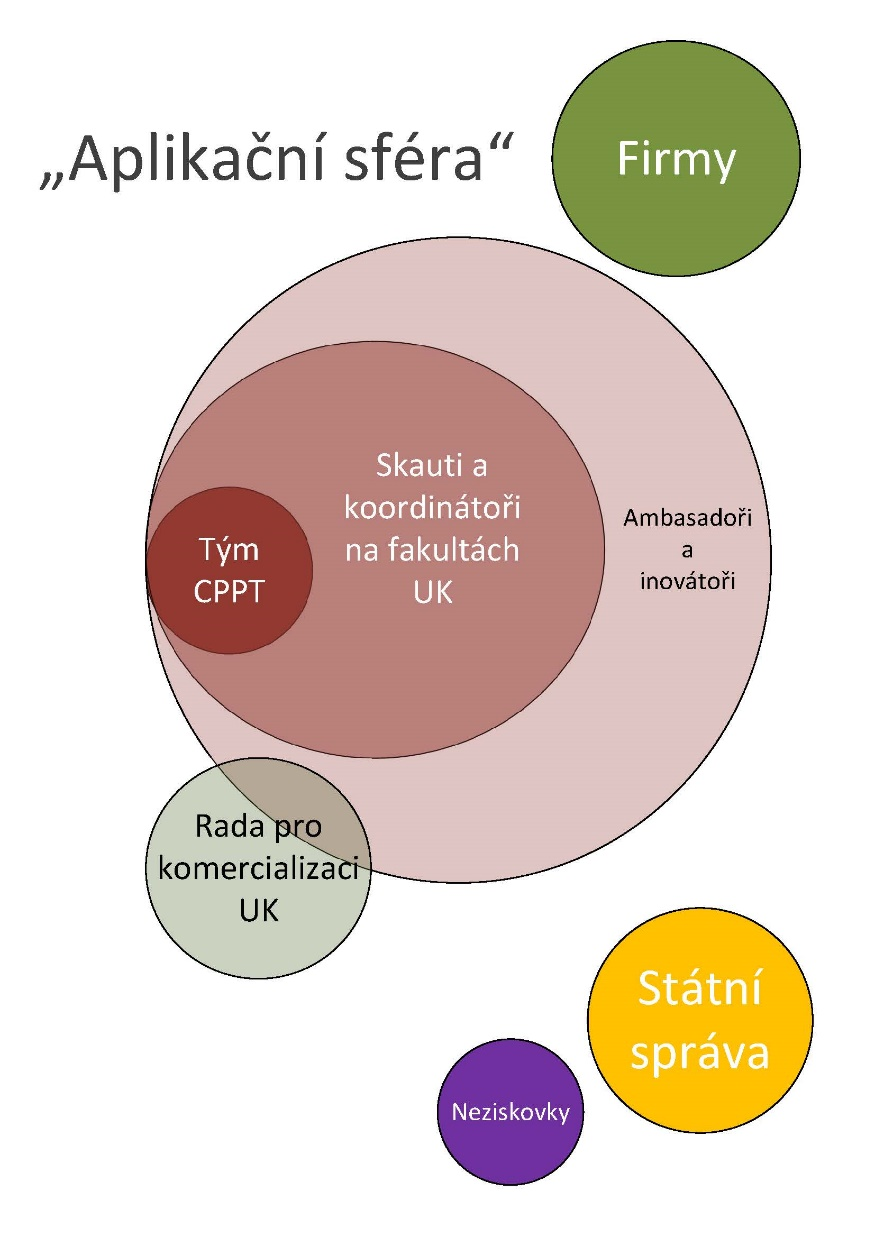 „Aplikační sféra“
Firmy
Skauti a
koordinátoři
na fakultách
UK
Ambasadoři
a
inovátoři
Tým
CPPT
Rada pro
komercializaci
UK
Státní
správa
Neziskovky